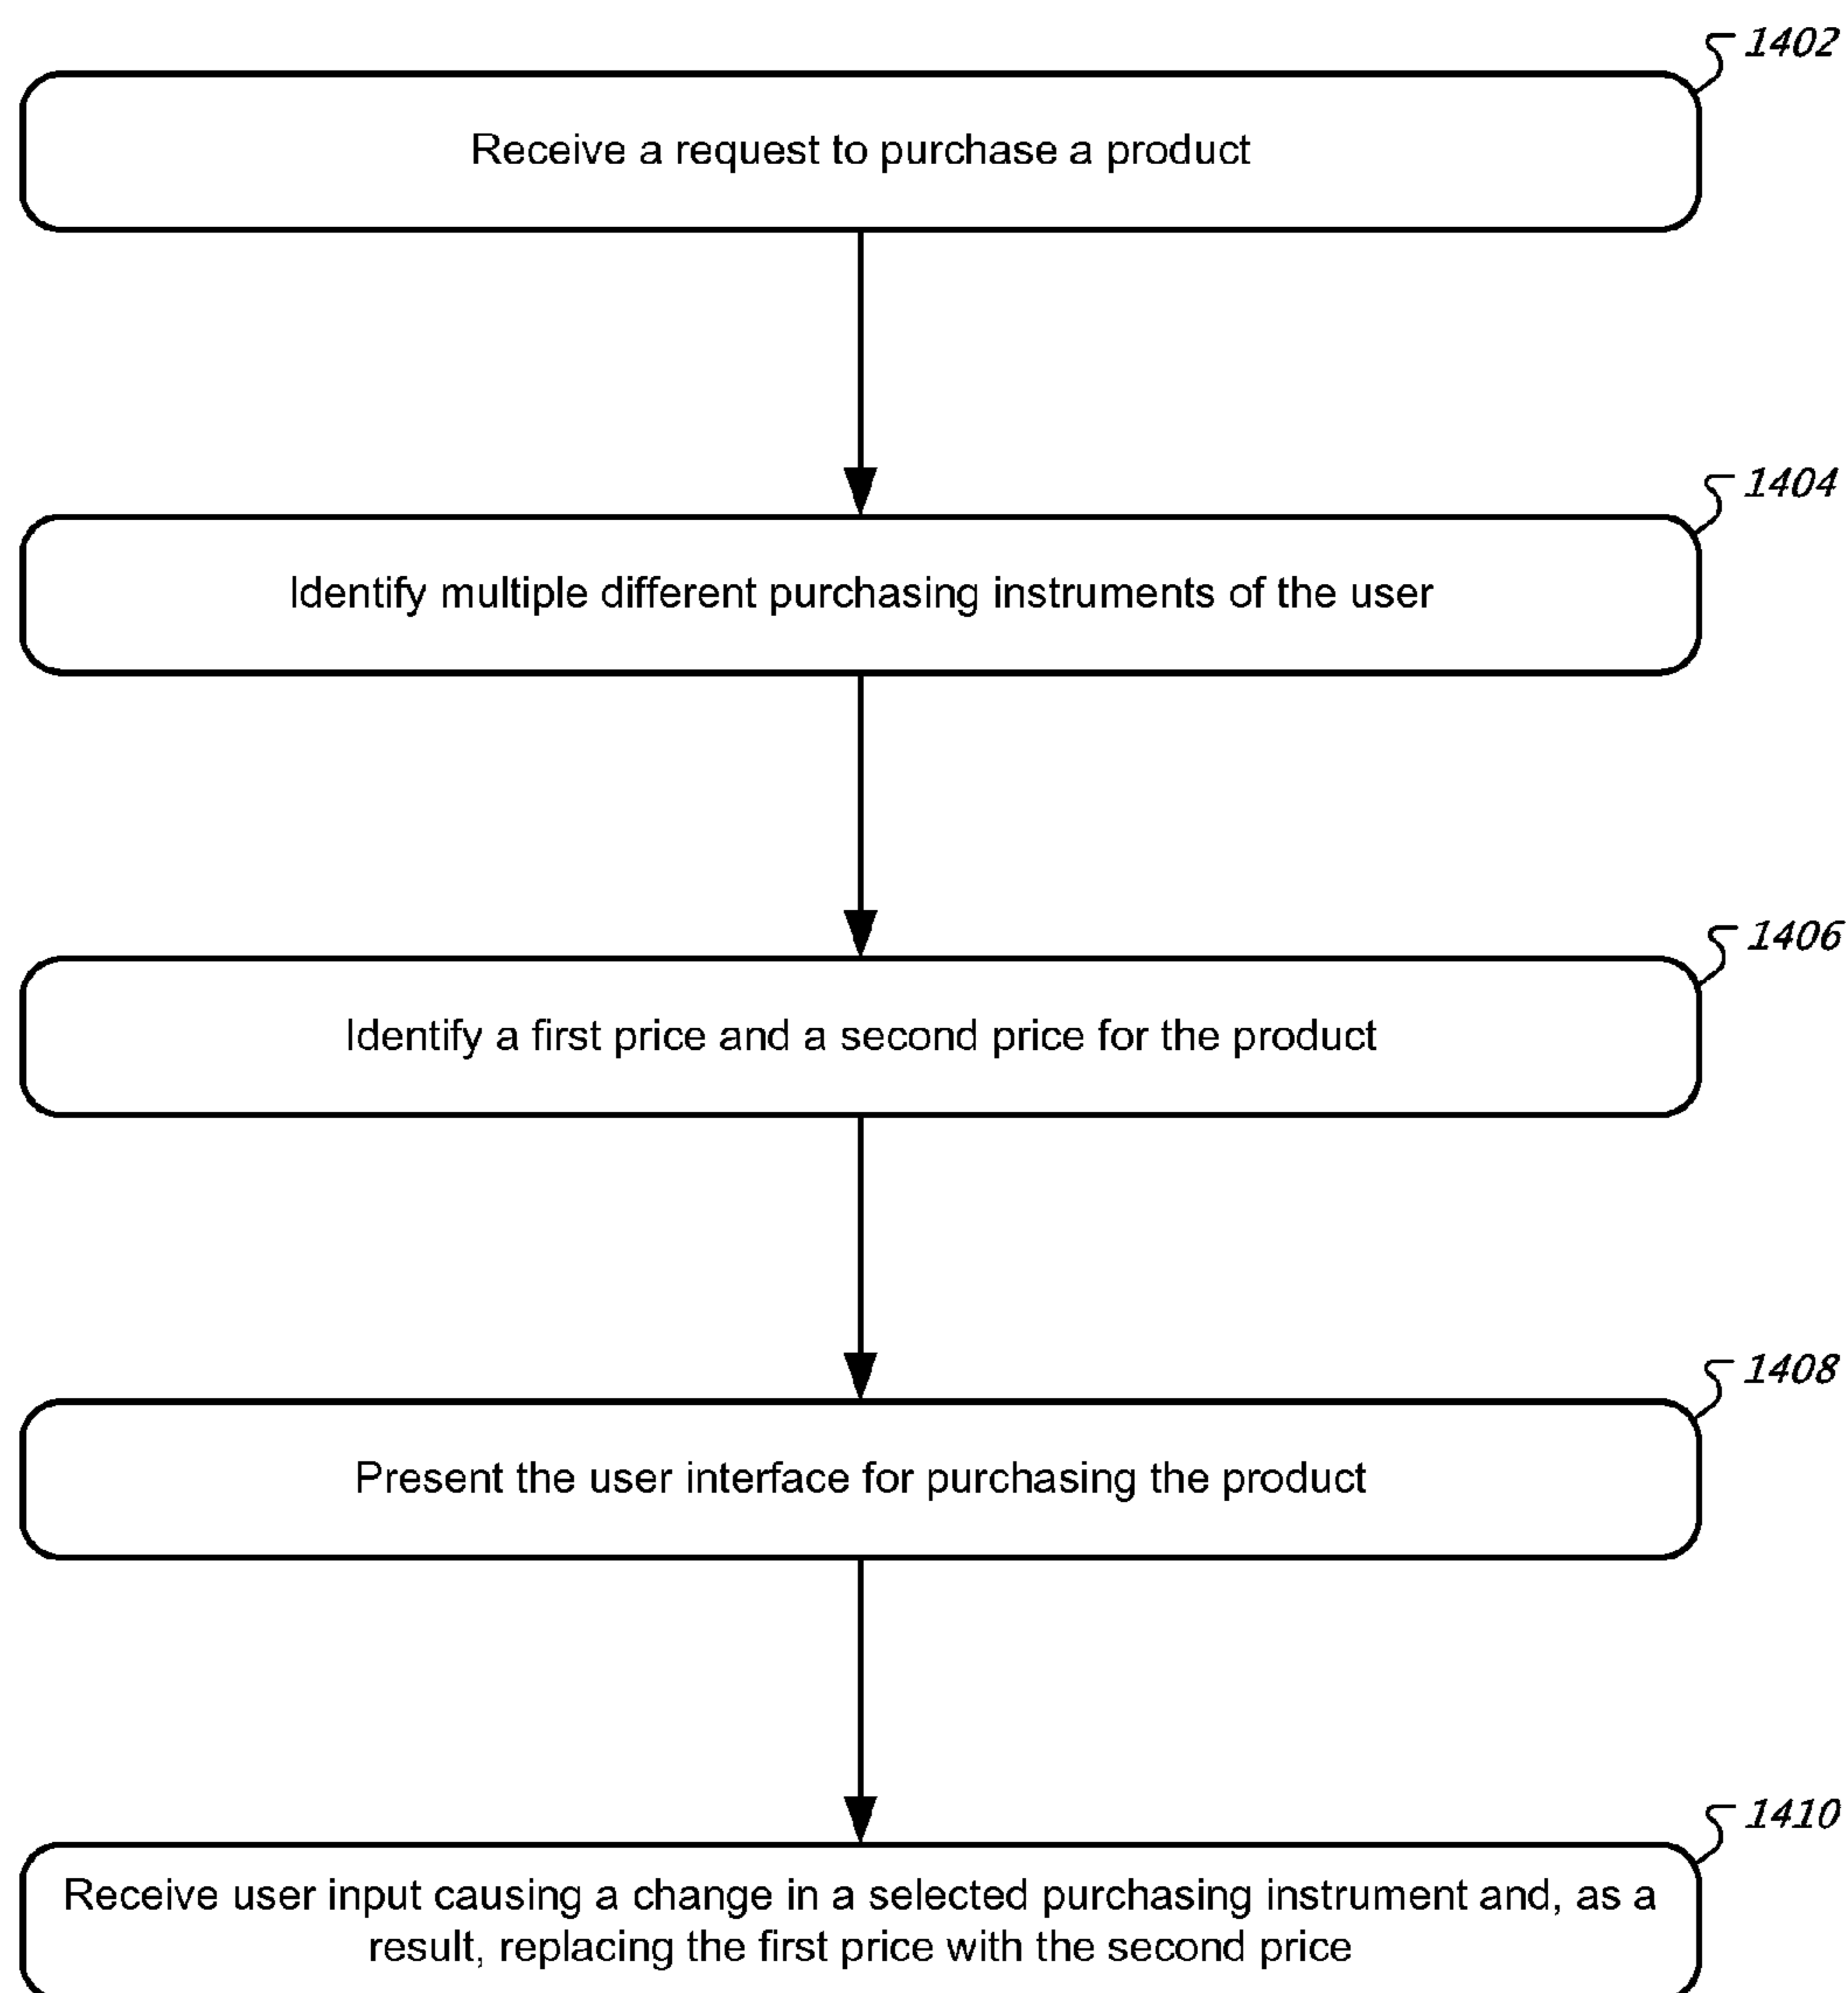 1402
Receive a request to purchase a product
1404
Identify multiple different purchasing instruments of the user
1406
Identify a first price and a second price for the product
1408
Present the user interface for purchasing the product
1410
Receive user input causing a change in a selected purchasing instrument and, as a
result, replacing the first price with the second price